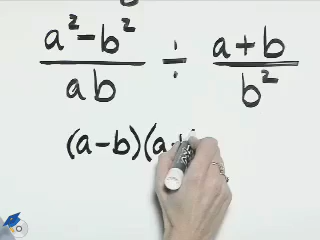 (a² – b²)/(ab) ÷ (a + b)/(b²)
(a – b)(a +